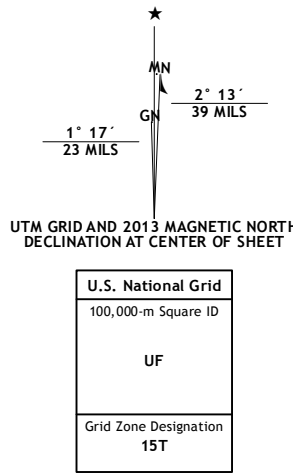 ★
MN
GN
2° 13´
39 MILS
1° 17´
23 MILS
UTM GRID AND 2013 MAGNETIC NORTH
DECLINATION AT CENTER OF SHEET
U.S. National Grid
100,000-m Square ID
UF
Grid Zone Designation
15T